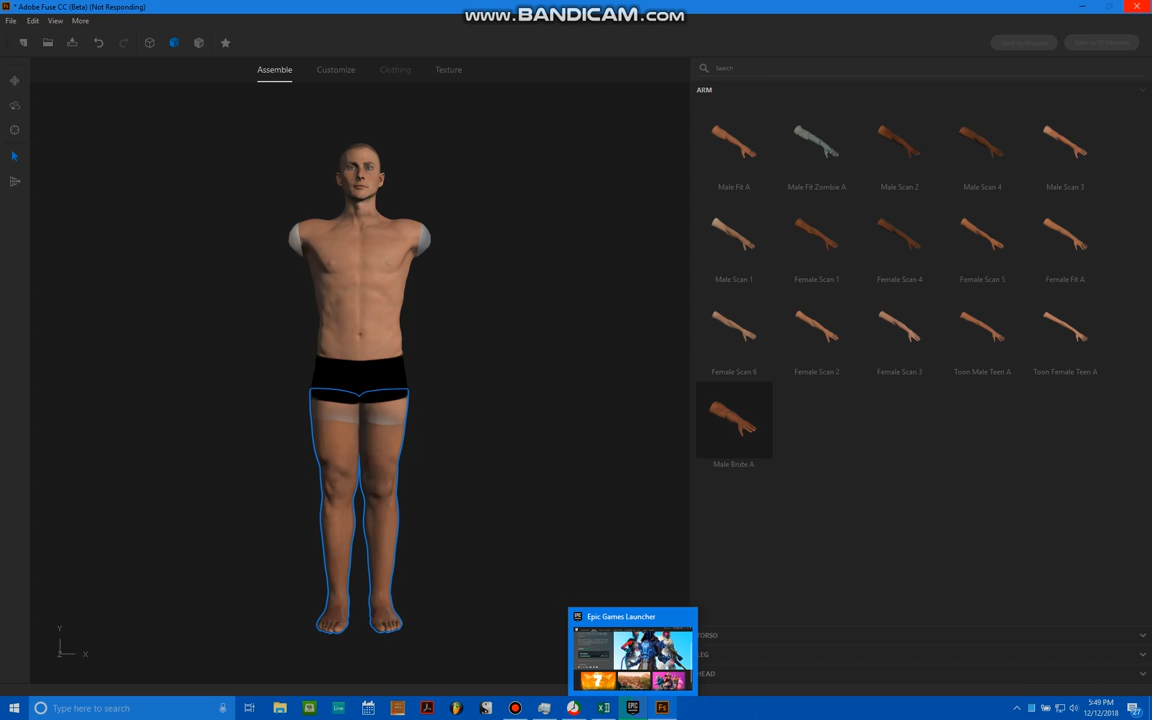 * Adobe Fuse CC (Beta) (Not Responding)
www.BANDICAM.com
File Edit View More
Assemble Customize Clothing Texture
Search
ARM
Male Fit A Male Fit Zombie A Male Scan 2 Male Scan 4 Male Scan 3
Male Scan 1 Female Scan 1 Female Scan 4 Female Scan 5 Female Fit A
Female Scan 6 Female Scan 2 Female Scan 3 Toon Male Teen A Toon Female Teen A
Male Brute A
Epic Games Launcher
TORSO
LEG
HEAD
Y
Z X
Type here to search
5:49 PM
12/12/2018
27